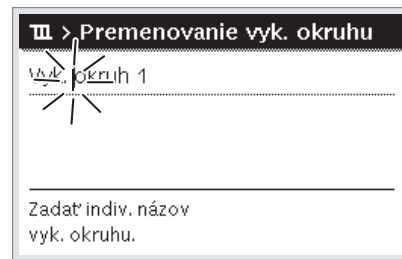 > Premenovanie vyk. okruhu
Vyk. okruh 1
Zadať indiv. názov
vyk. okruhu.